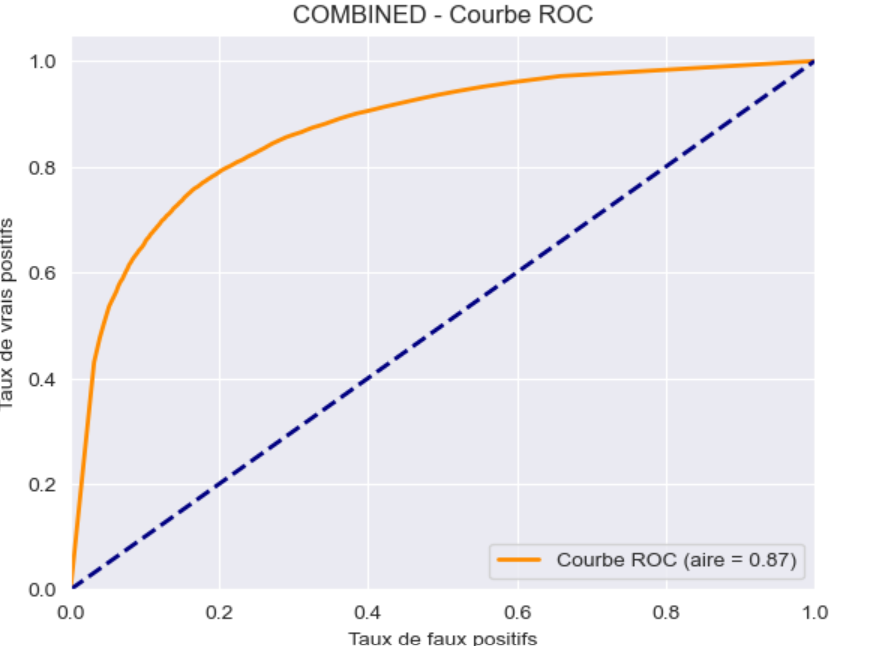 COMBINED - Courbe ROC
1.0
0.8
0.6
0.4
0.2
0.0
Taux de vrais positifs
0.0 0.2 0.4 0.6 0.8 1.0
Taux de faux positifs
Courbe ROC (aire = 0.87)